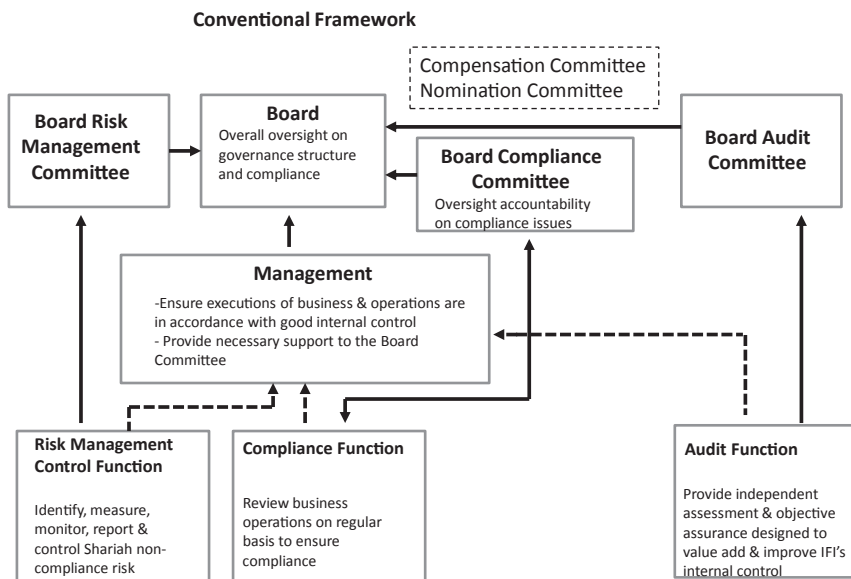 Conventional Framework
Compensation Committee
Nomination Committee
Board Risk
Management
Committee
Board
Overall oversight on
governance structure
and compliance
Board Audit
Committee
Board Compliance
Committee
Oversight accountability
on compliance issues
Management
-Ensure executions of business & operations are
in accordance with good internal control
- Provide necessary support to the Board
Committee
Risk Management
Control Function
Identify, measure,
monitor, report &
control Shariah non-
compliance risk
Compliance Function
Review business
operations on regular
basis to ensure
compliance
Audit Function
Provide independent
assessment & objective
assurance designed to
value add & improve IFI's
internal control